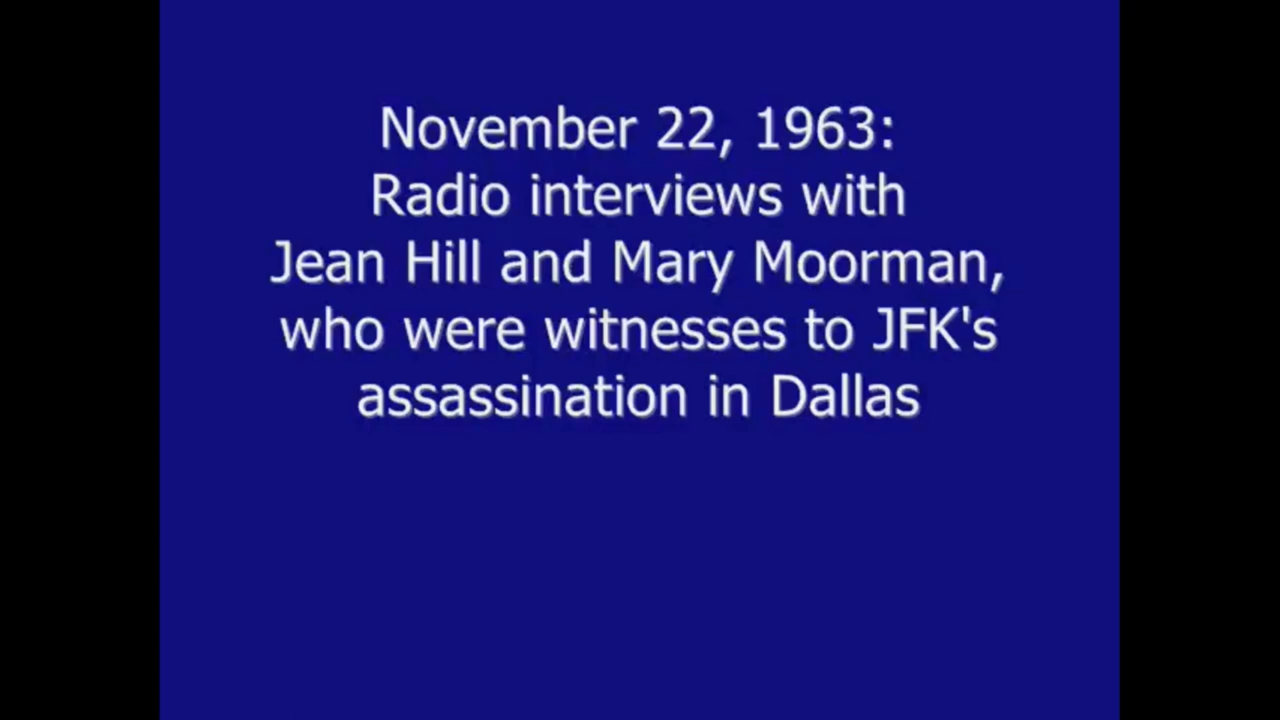 November 22, 1963:
Radio interviews with
Jean Hill and Mary Moorman,
who were witnesses to JFK's
assassination in Dallas